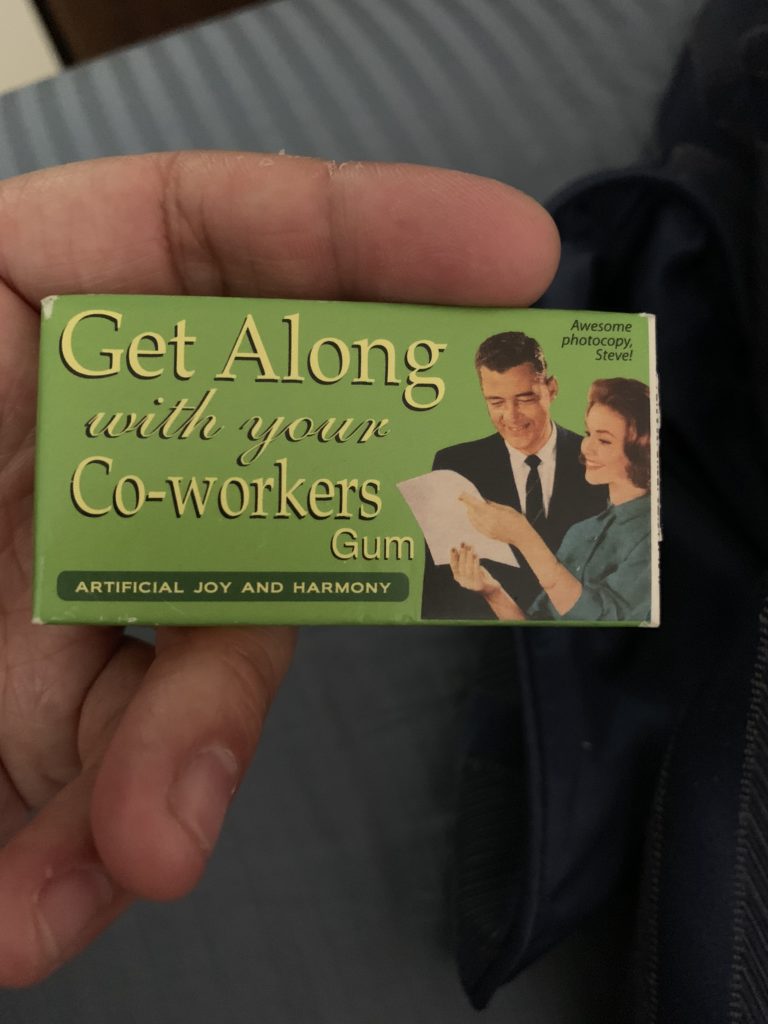 Get Along
with your
Co-workers
Gum
ARTIFICIAL JOY AND HARMONY
Awesome
photocopy,
Steve!